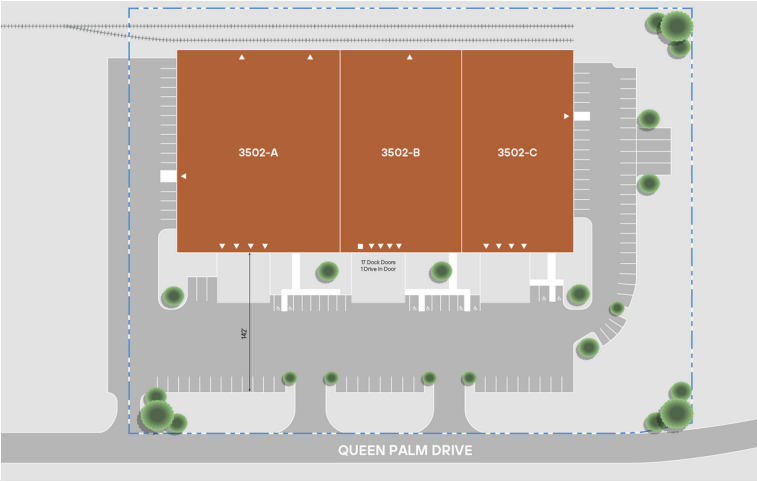 3502-A
3502-B
3502-C
17 Dock Doors
1 Drive In Door
142'
QUEEN PALM DRIVE